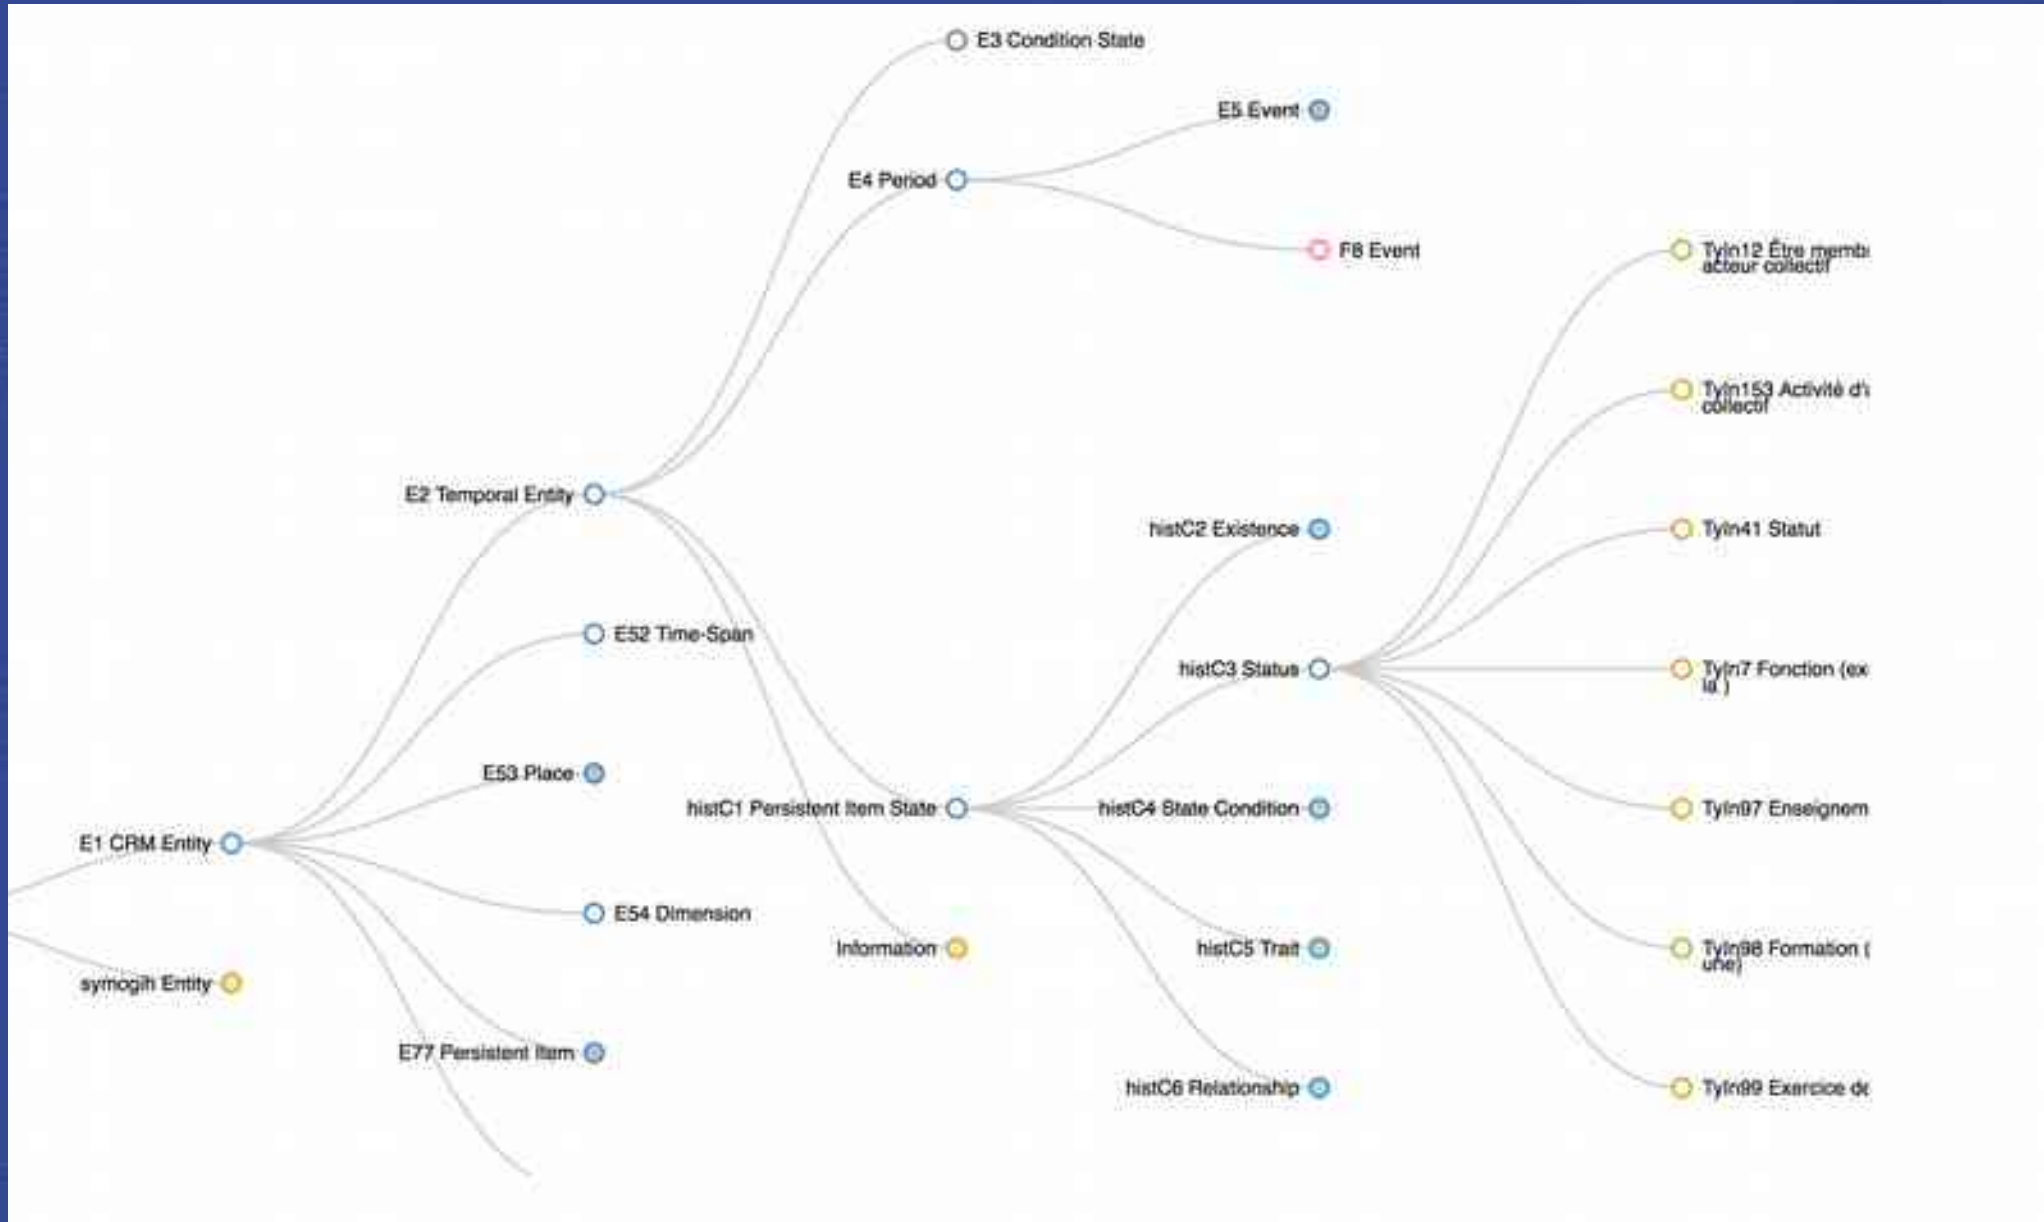 E3 Condition State
E5 Event
E4 Period
F8 Event
TyIn12 Être memb
acteur collectif
TyIn153 Activité d'
collectif
E2 Temporal Entity
histC2 Existence
TyIn41 Statut
E52 Time-Span
histC3 Status
TyIn7 Fonction (ex
la )
E53 Place
histC1 Persistent Item State
histC4 State Condition
TyIn97 Enseignem
E1 CRM Entity
E54 Dimension
Information
histC5 Trait
TyIn98 Formation (
une)
symogih Entity
E77 Persistent Item
histC6 Relationship
TyIn99 Exercice de